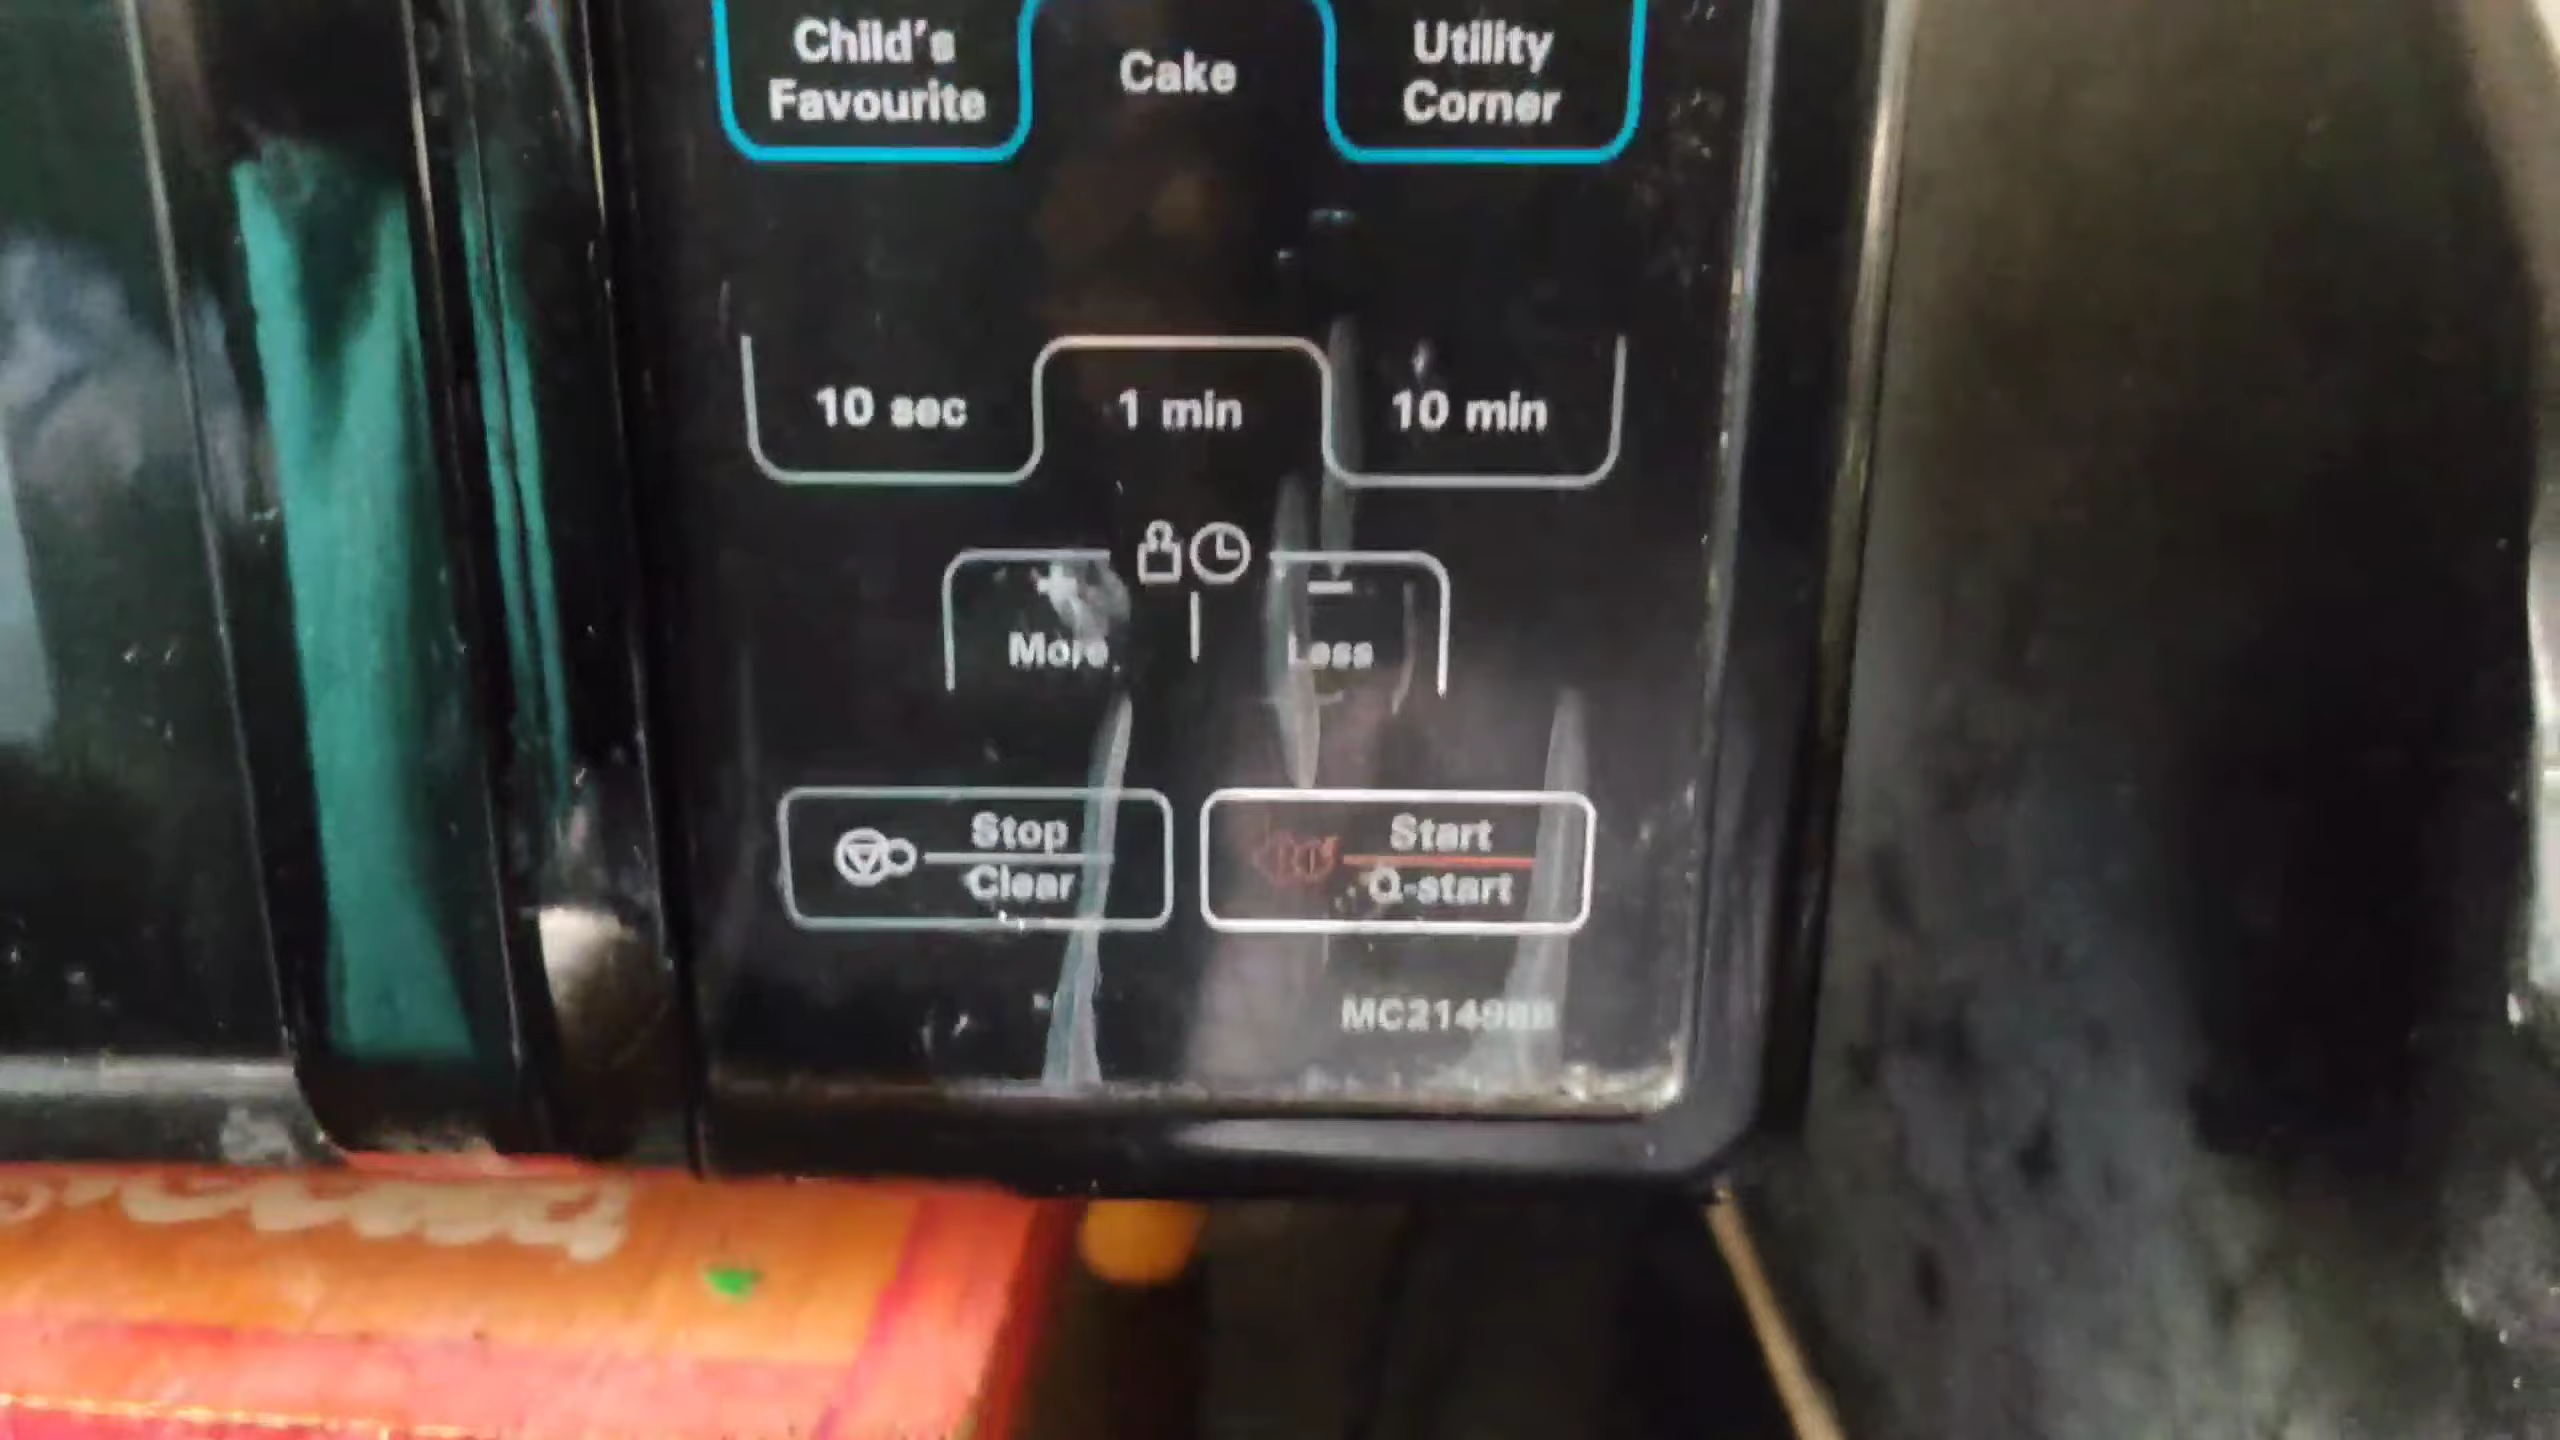 Child's
Favourite
Cake
Utility
Corner
10 sec
1 min
10 min
+
−
More
Less
Stop
Clear
Start
Q-start